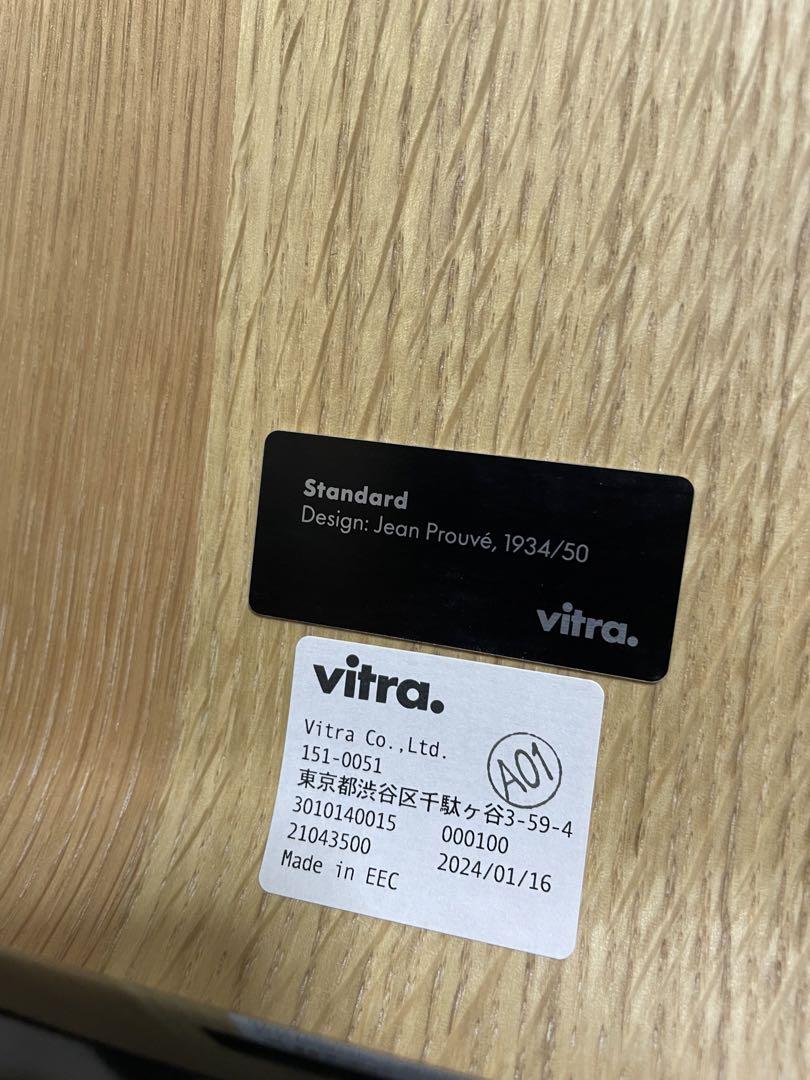 Standard
Design: Jean Prouvé, 1934/50
vitra.
vitra.
Vitra Co.,Ltd.
151-0051
A01
東京都渋谷区千駄ヶ谷3-59-4
3010140015 000100
21043500 2024/01/16
Made in EEC